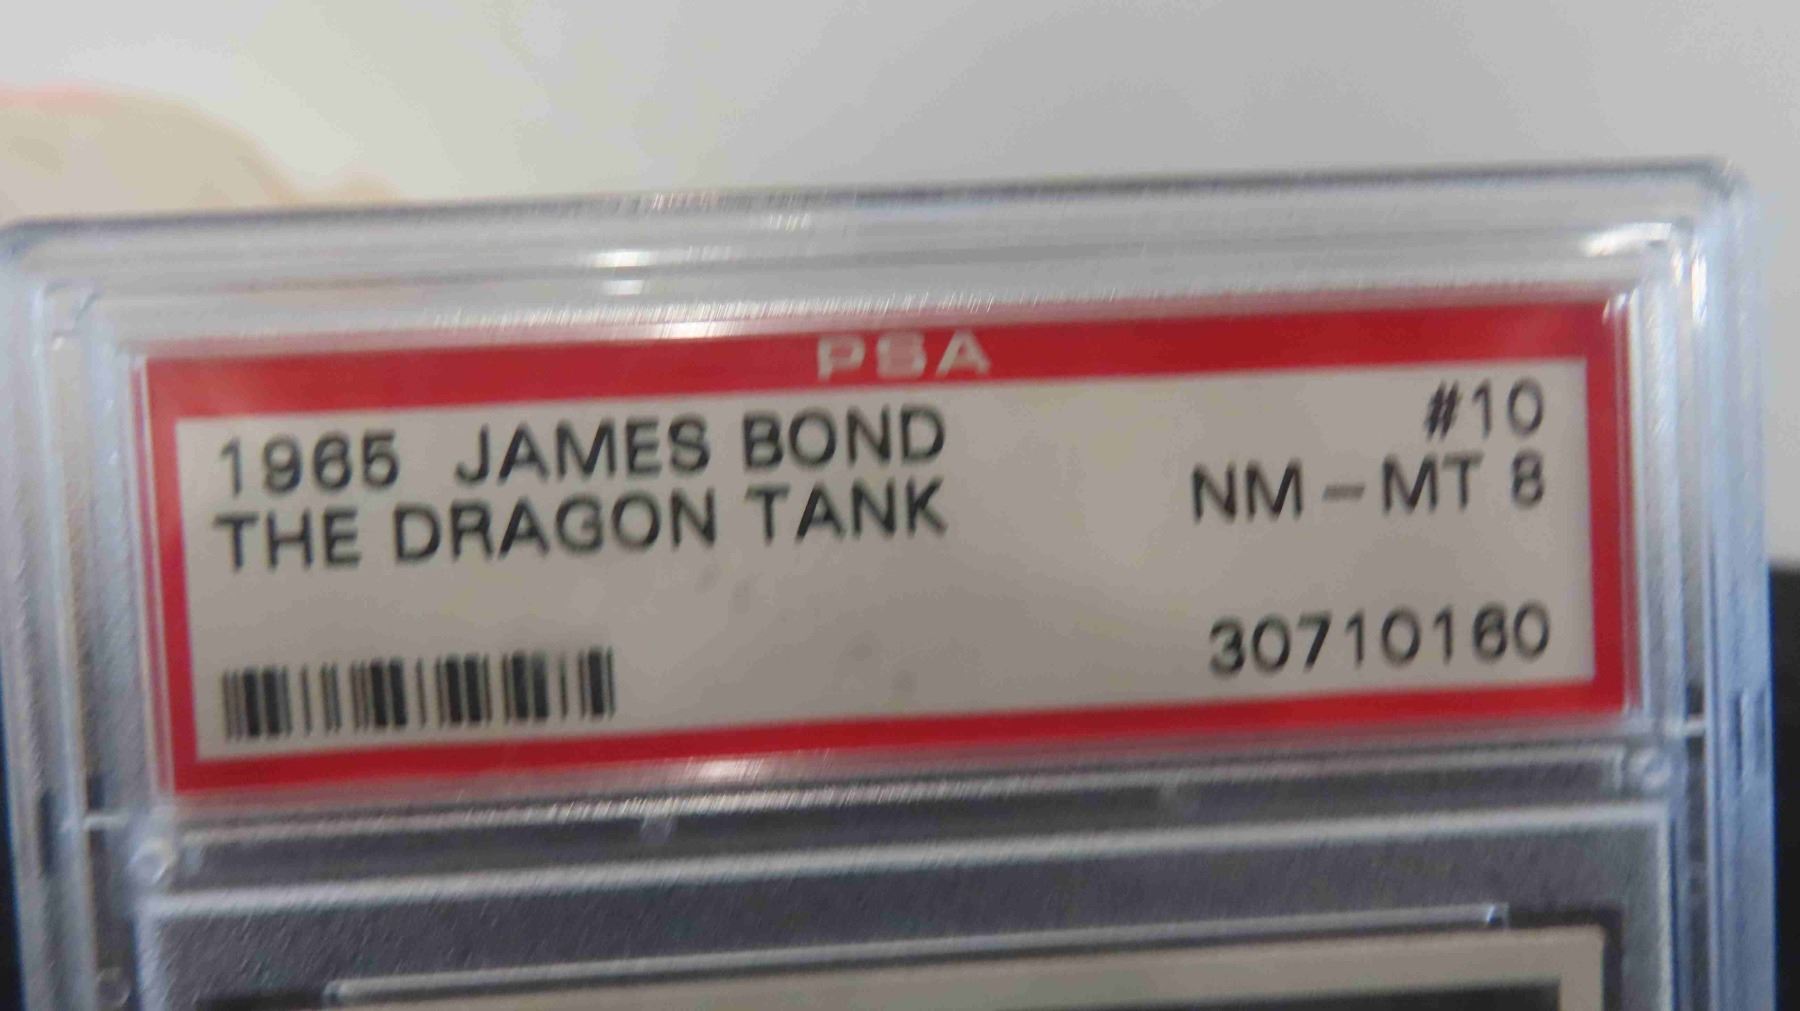 PSA
1965 JAMES BOND
THE DRAGON TANK
#10
NM - MT 8
30710160